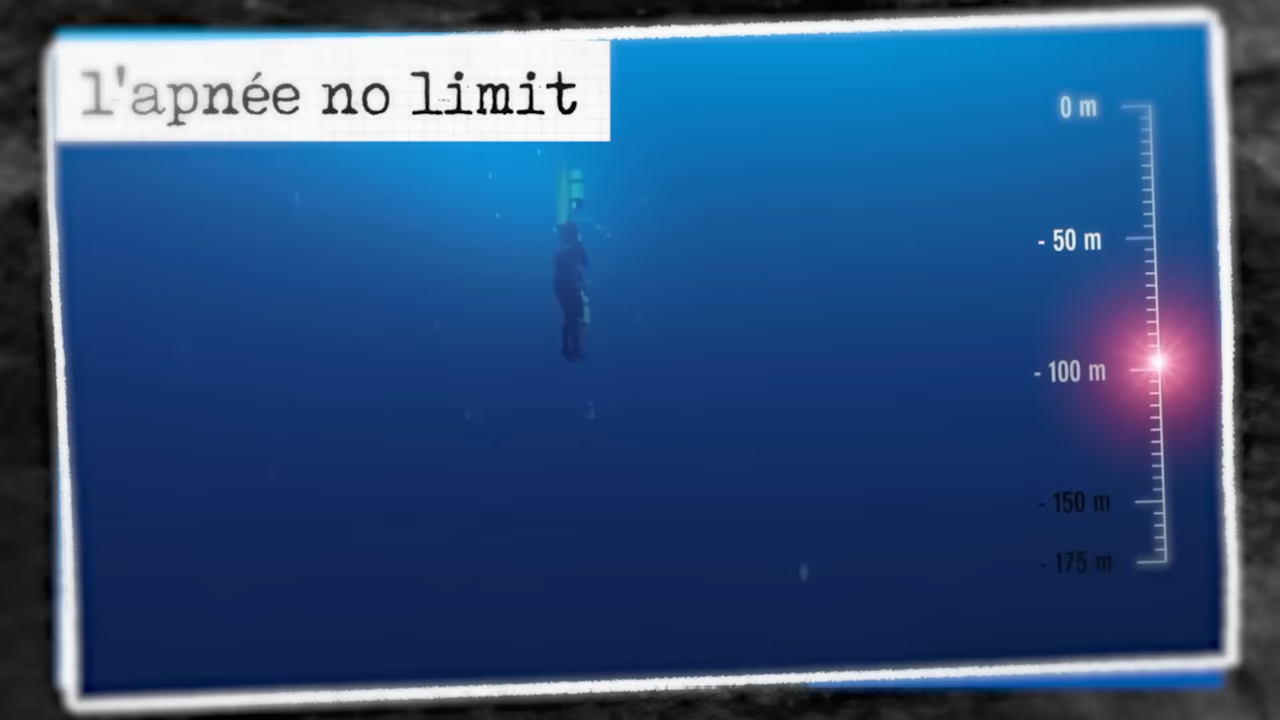 l'apnée no limit
0 m
- 50 m
- 100 m
- 150 m
- 175 m